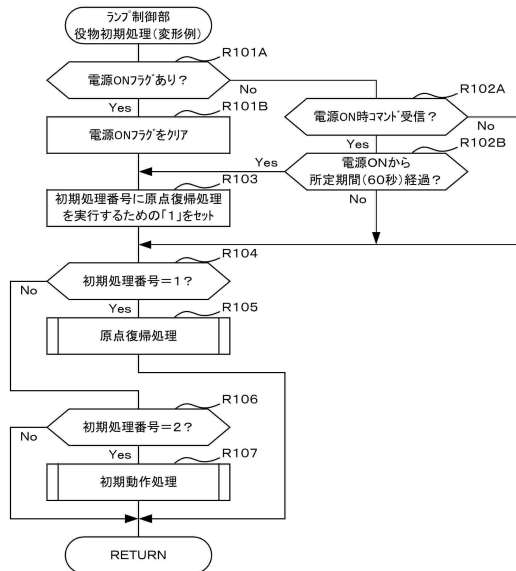 ランプ制御部
役物初期処理(変形例)
R101A
電源ONフラグあり?
No
R102A
Yes
R101B
電源ON時コマンド受信?
No
電源ONフラグをクリア
Yes
R102B
Yes
電源ONから
所定期間(60秒)経過?
R103
No
初期処理番号に原点復帰処理
を実行するための「1」をセット
R104
初期処理番号=1?
No
Yes
R105
原点復帰処理
R106
初期処理番号=2?
No
Yes
R107
初期動作処理
RETURN